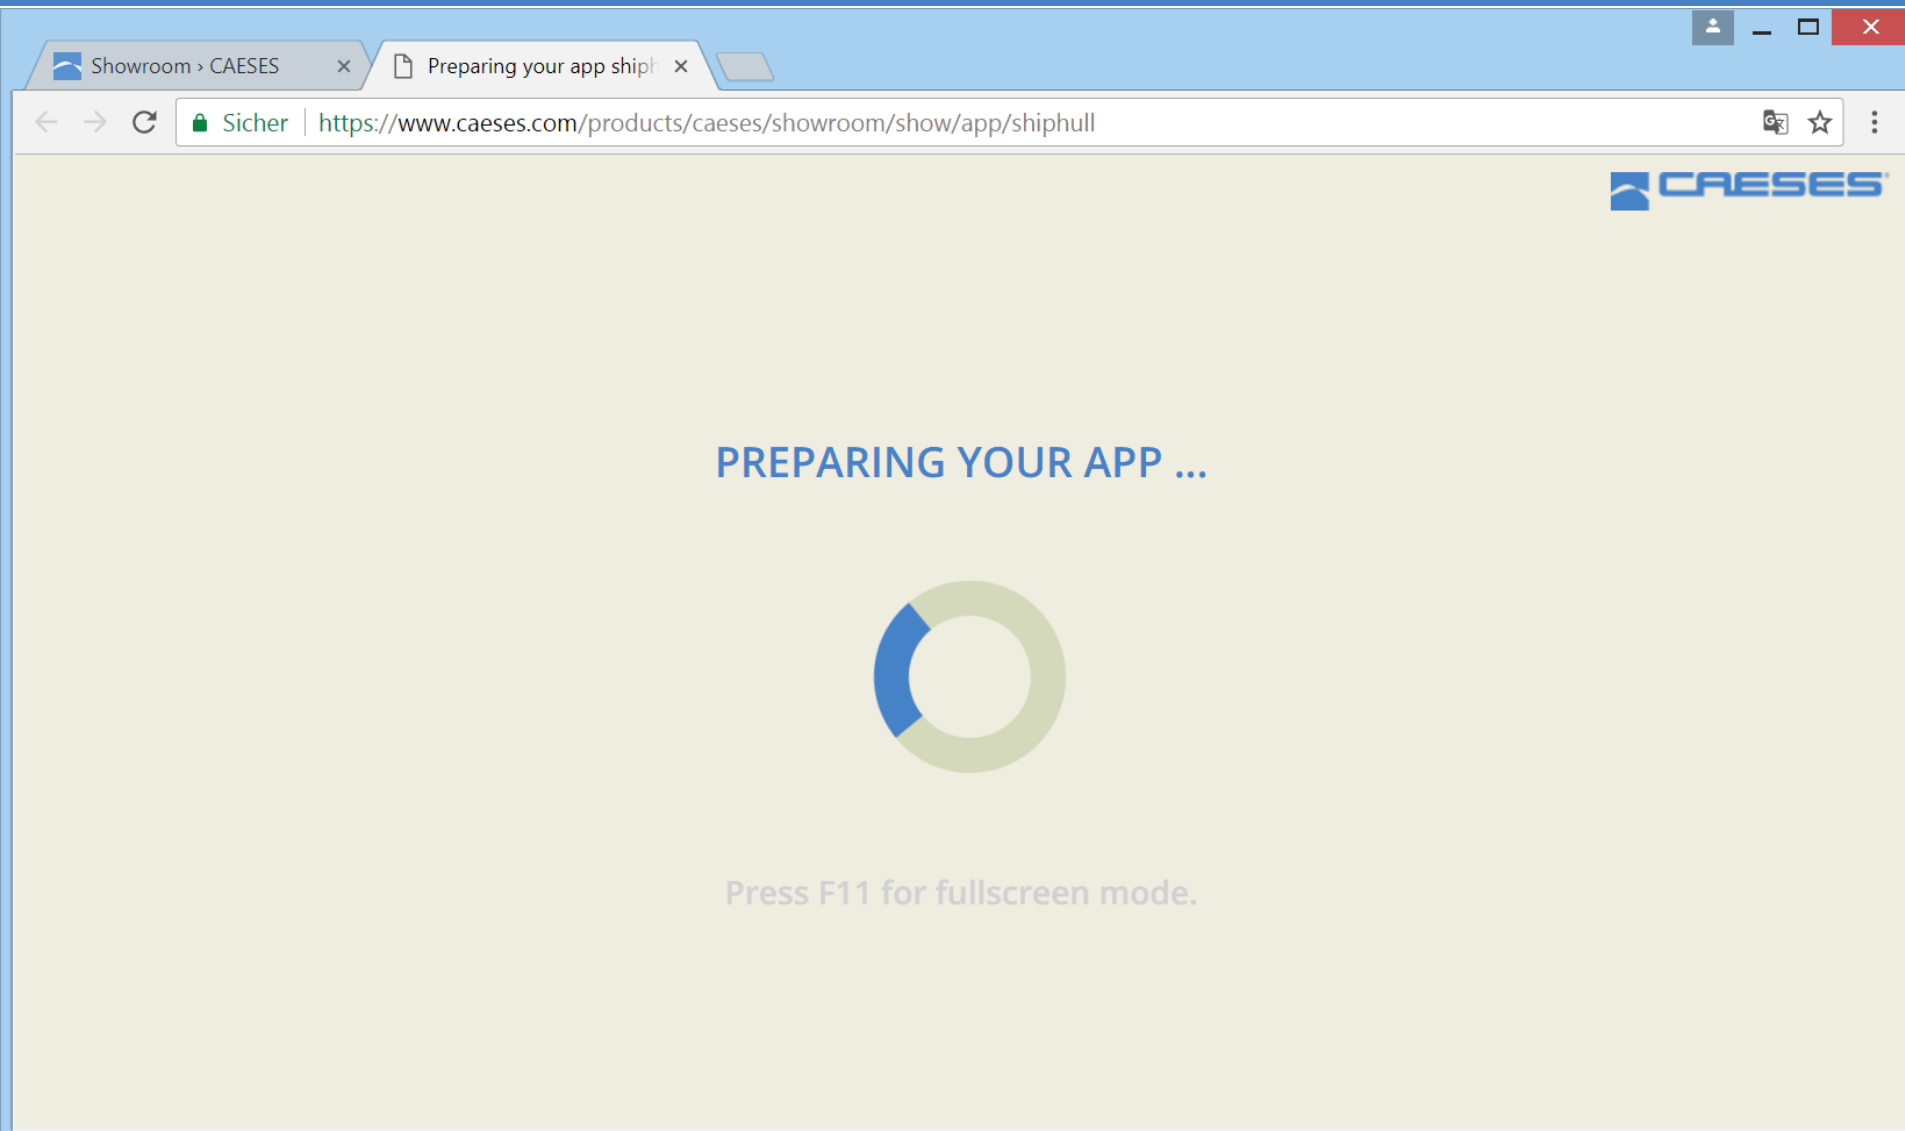 Showroom › CAESES
Preparing your app shiph
Sicher
https://www.caeses.com/products/caeses/showroom/show/app/shiphull
CAESES
PREPARING YOUR APP ...
Press F11 for fullscreen mode.